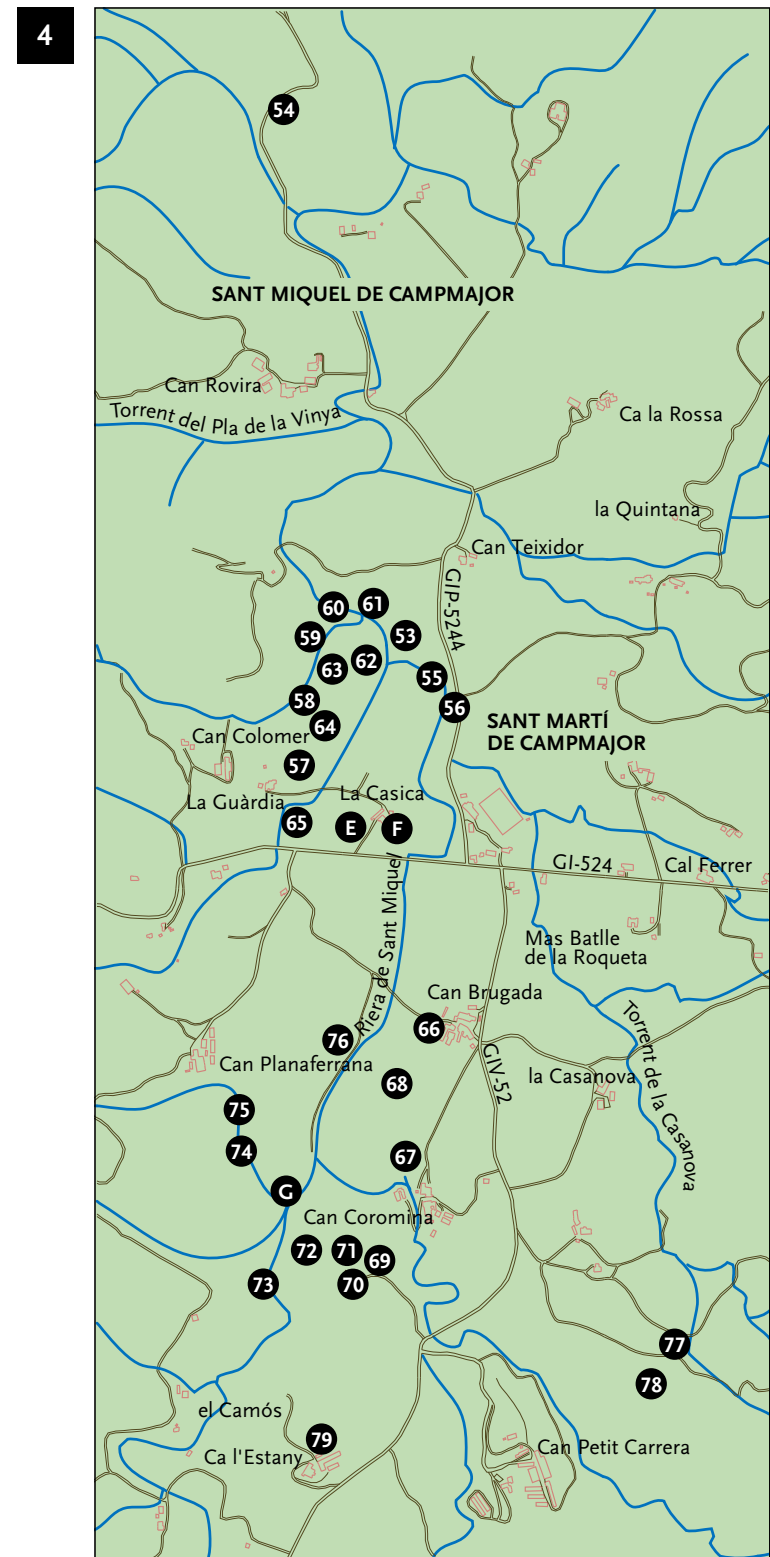 4
54
SANT MIQUEL DE CAMPMAJOR
Can Rovira
Torrent del Pla de la Vinya
Ca la Rossa
la Quintana
Can Teixidor
GIP-5244
60
61
59
53
63
62
55
58
56
64
Can Colomer
SANT MARTÍ
DE CAMPMAJOR
57
La Guàrdia
La Casica
65
E
F
GI-524
Cal Ferrer
Riera de Sant Miquel
Mas Batlle
de la Roqueta
Can Brugada
66
76
Can Planaferrana
GIV-52
68
la Casanova
Torrent de la Casanova
75
74
67
G
Can Coromina
72
71
69
73
70
77
78
el Camós
79
Ca l'Estany
Can Petit Carrera